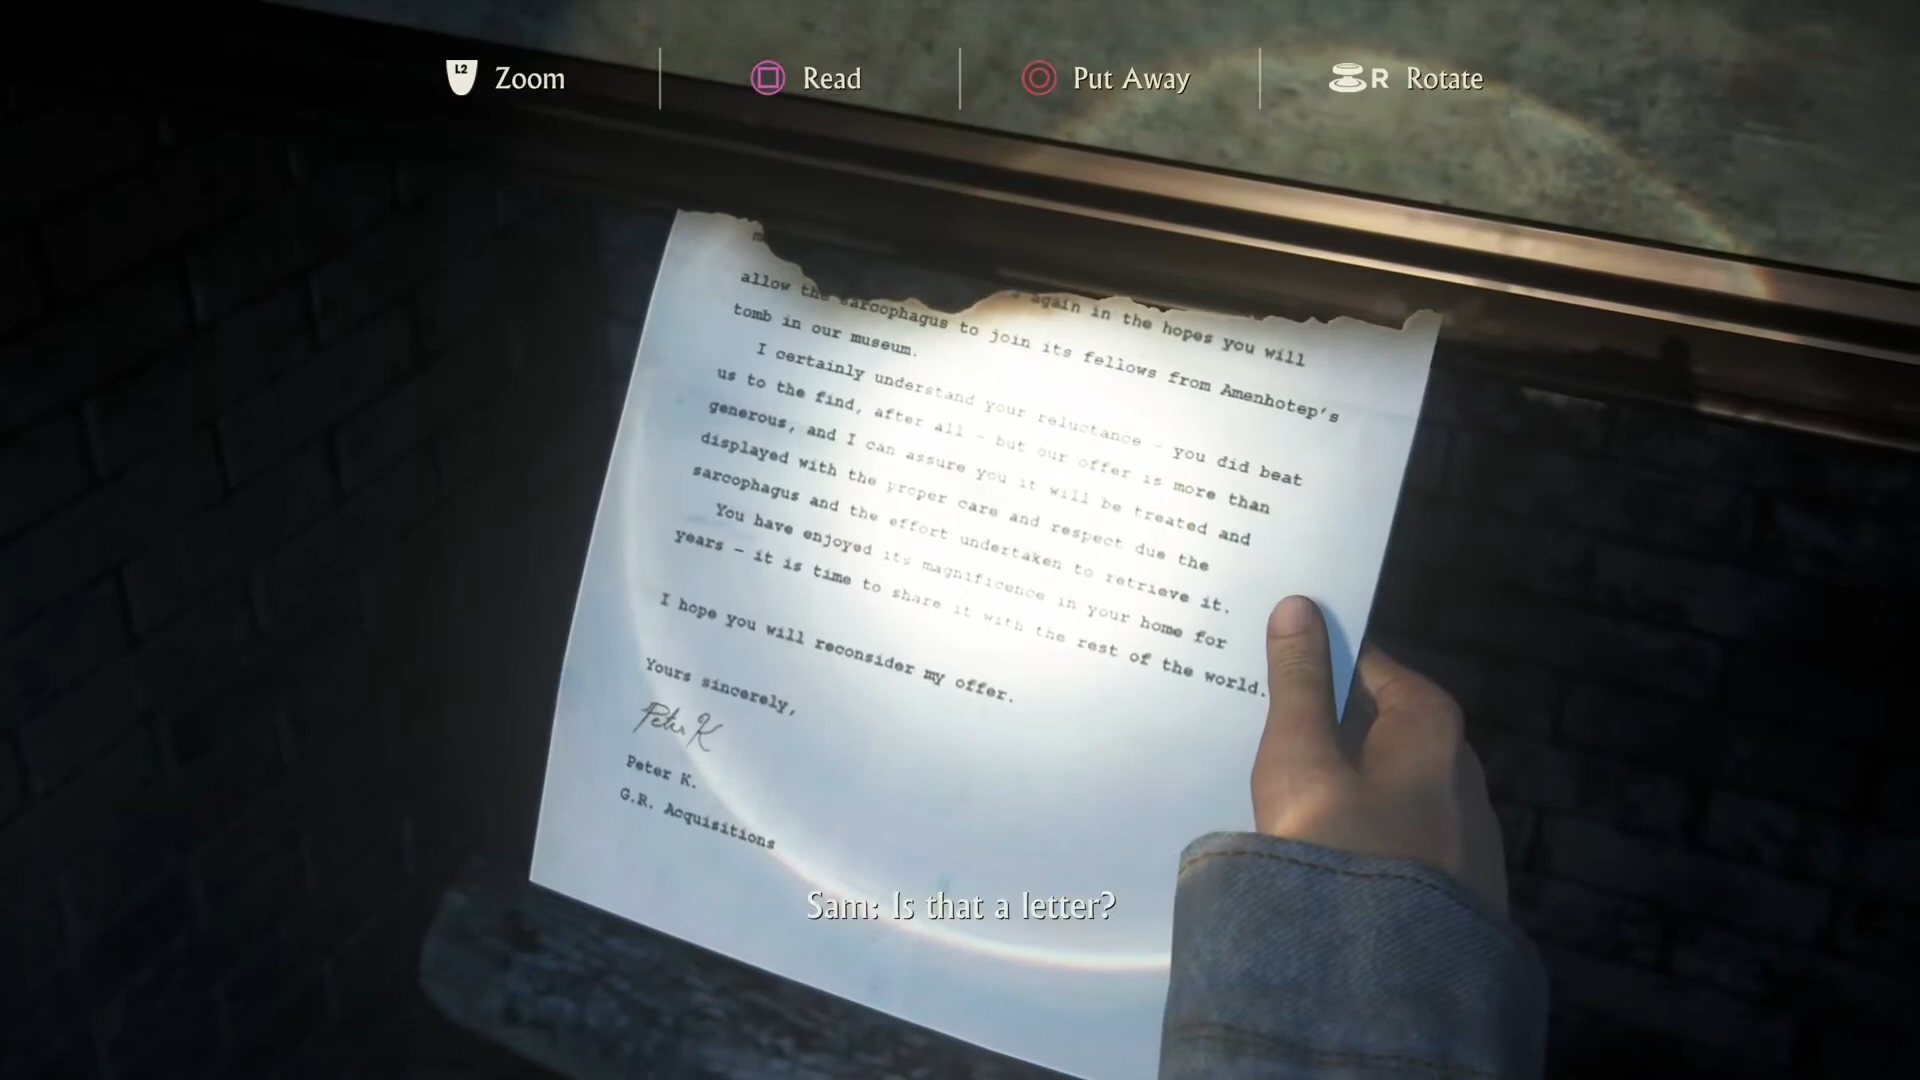 L2 Zoom
Read
Put Away
R Rotate
again in the hopes you will
allow the sarcophagus to join its fellows from Amenhotep's
tomb in our museum.
I certainly understand your reluctance – you did beat
us to the find, after all – but our offer is more than
generous, and I can assure you it will be treated and
displayed with the proper care and respect due the
sarcophagus and the effort undertaken to retrieve it.
You have enjoyed its magnificence in your home for
years – it is time to share it with the rest of the world.
I hope you will reconsider my offer.
Yours sincerely,
Peter K
Peter K.
G.R. Acquisitions
Sam: Is that a letter?